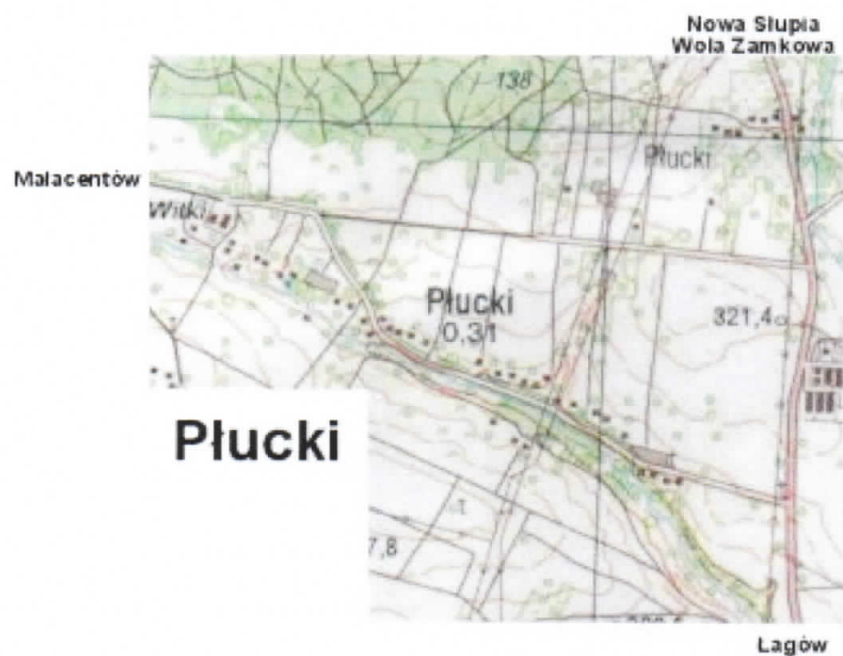 Nowa Słupia
Wola Zamkowa
138
Płucki
Malacentów
Witki
Płucki
0,31
321,4
Płucki
7,8
Łagów